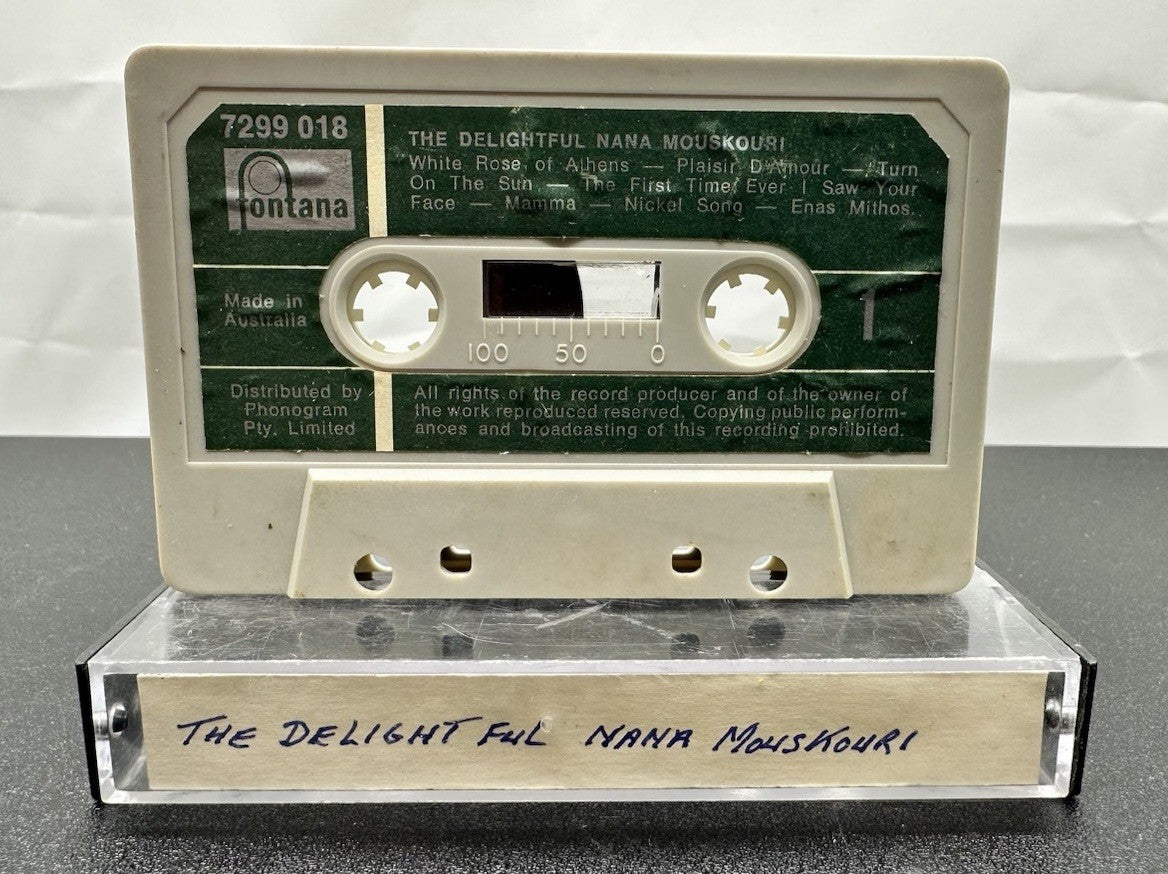 7299 018
fontana
THE DELIGHTFUL NANA MOUSKOURI
White Rose of Athens — Plaisir D'Amour — Turn
On The Sun — The First Time Ever I Saw Your
Face — Mamma — Nickel Song — Enas Mithos.
Made in
Australia
100 50 0
1
Distributed by
Phonogram
Pty. Limited
All rights of the record producer and of the owner of
the work reproduced reserved. Copying public perform-
ances and broadcasting of this recording prohibited.
THE DELIGHTFUL NANA MOUSKOURI